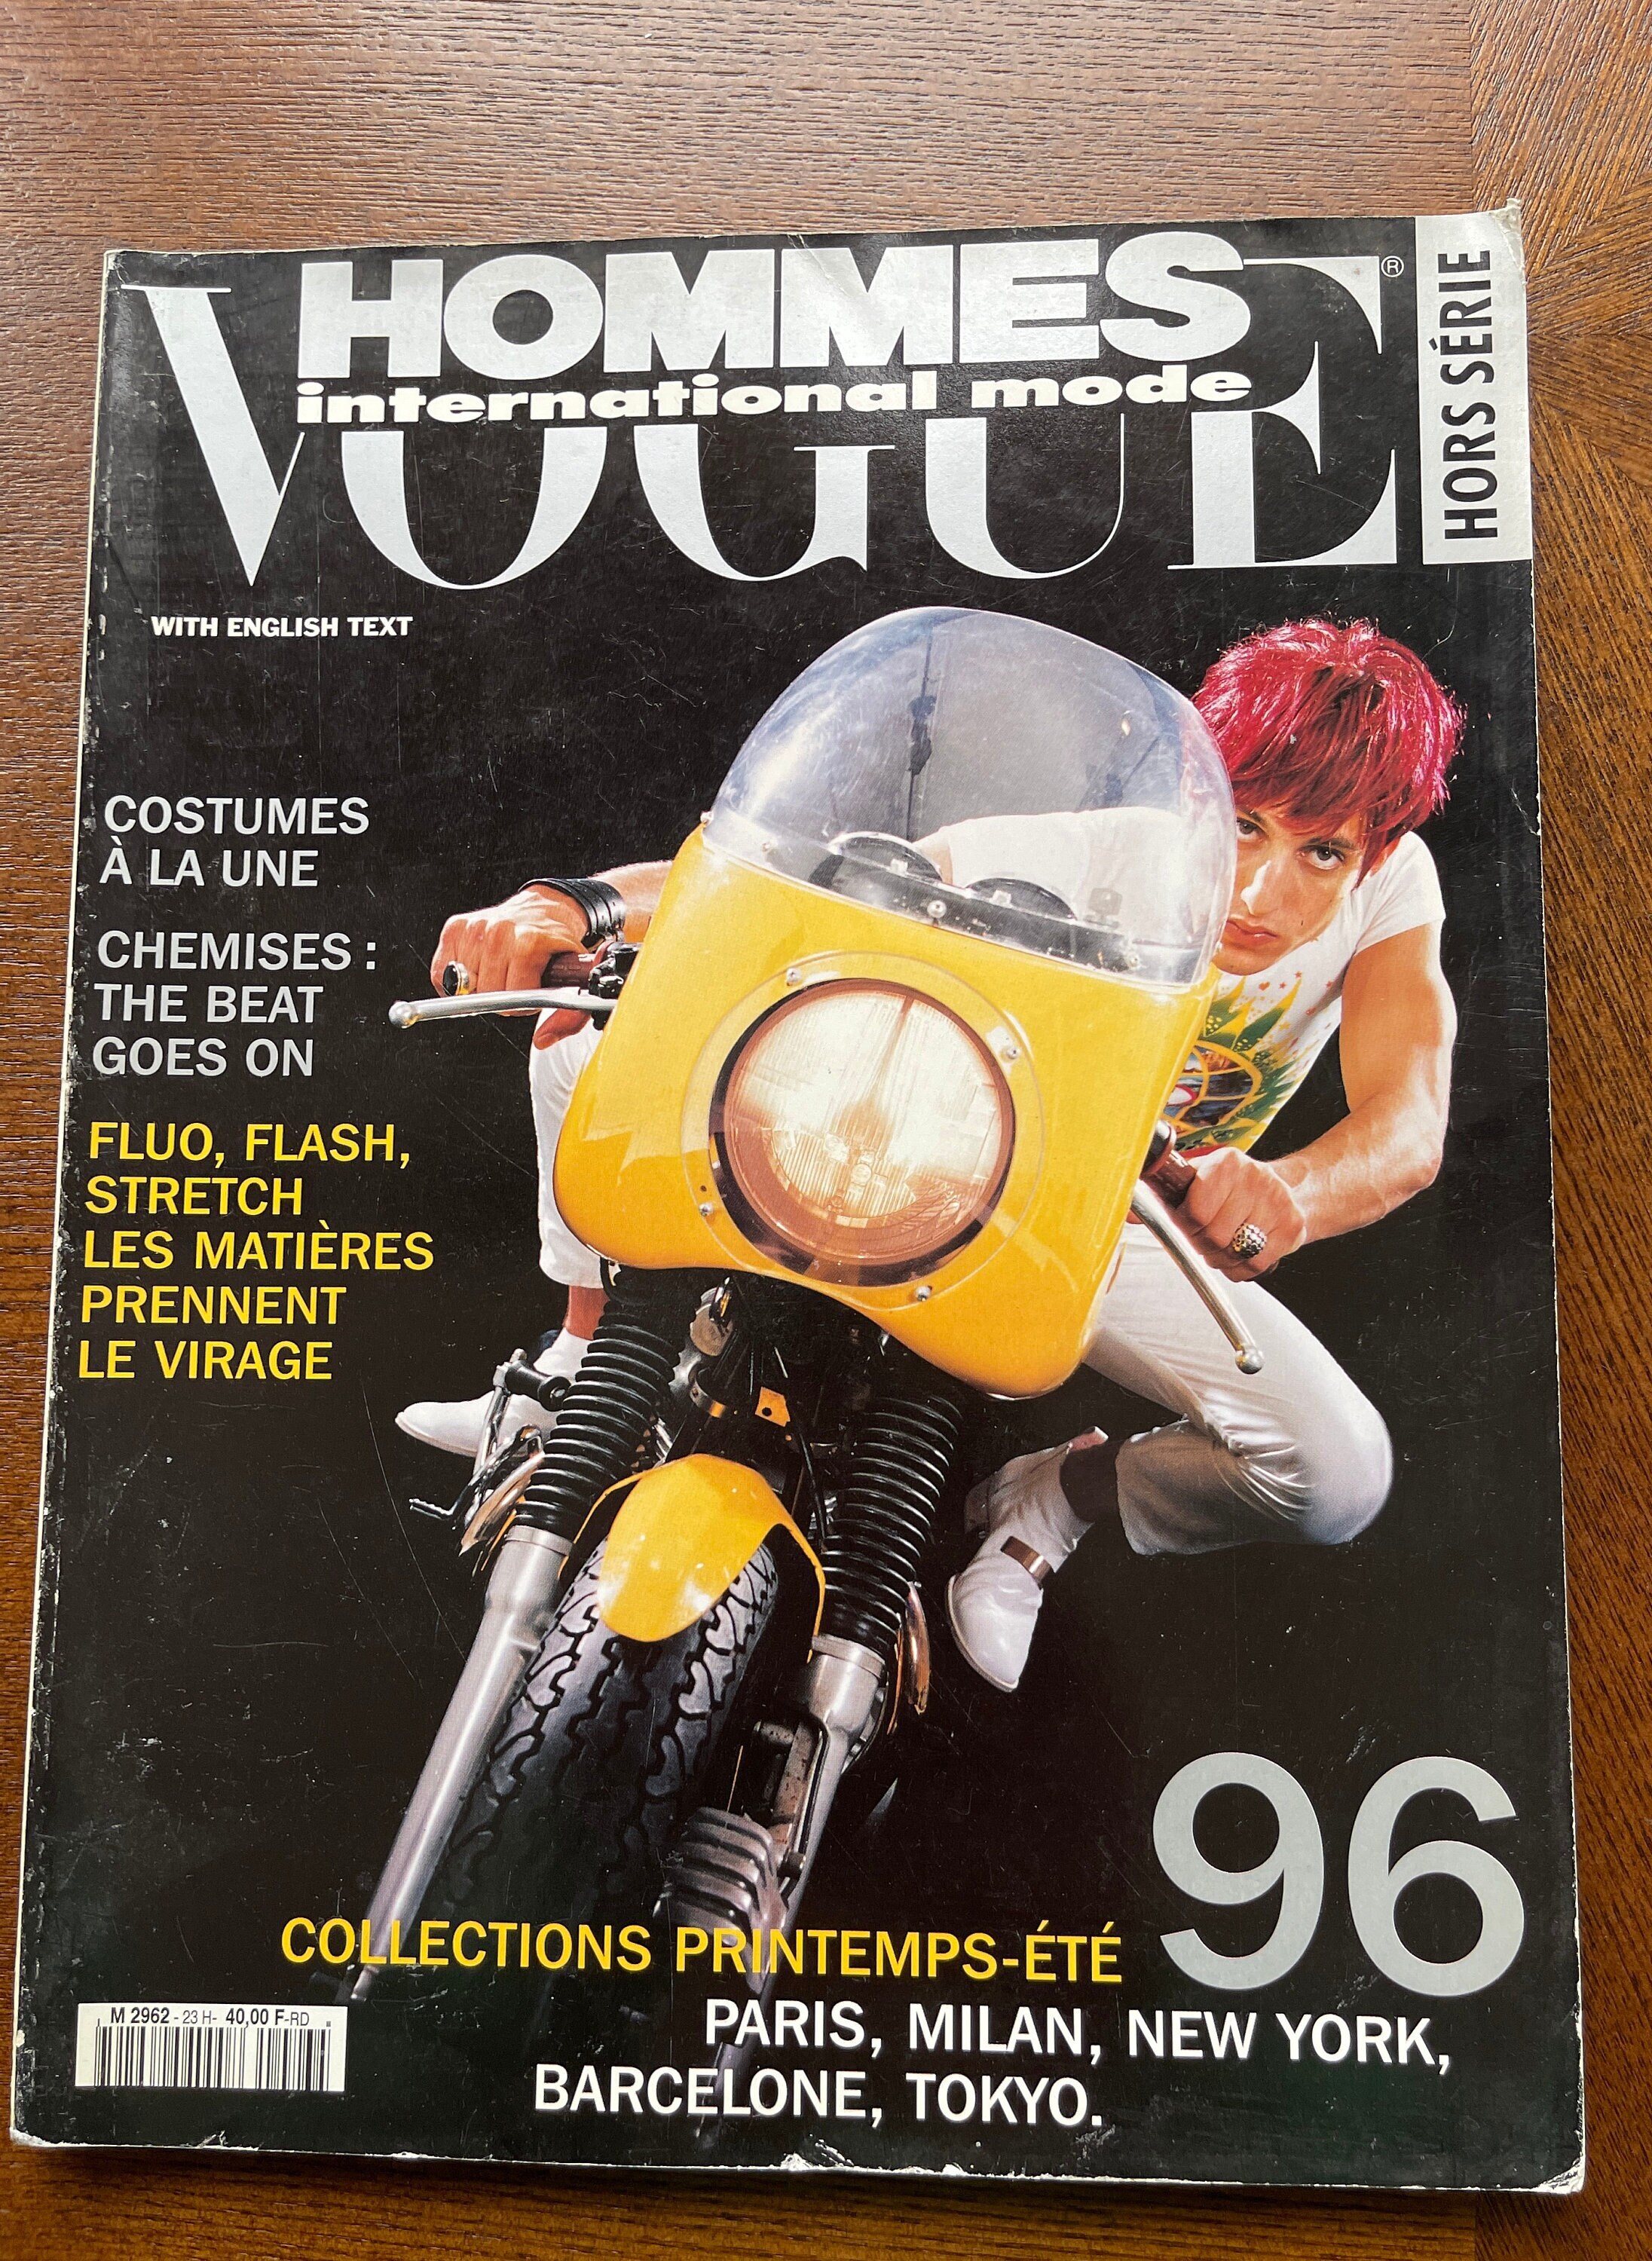 HOMMES
international mode
VOGUE ®
HORS SÉRIE
WITH ENGLISH TEXT
COSTUMES
À LA UNE
CHEMISES :
THE BEAT
GOES ON
FLUO, FLASH,
STRETCH
LES MATIÈRES
PRENNENT
LE VIRAGE
96
COLLECTIONS PRINTEMPS-ÉTÉ
PARIS, MILAN, NEW YORK,
BARCELONE, TOKYO.
M 2962 - 23 H- 40,00 F-RD